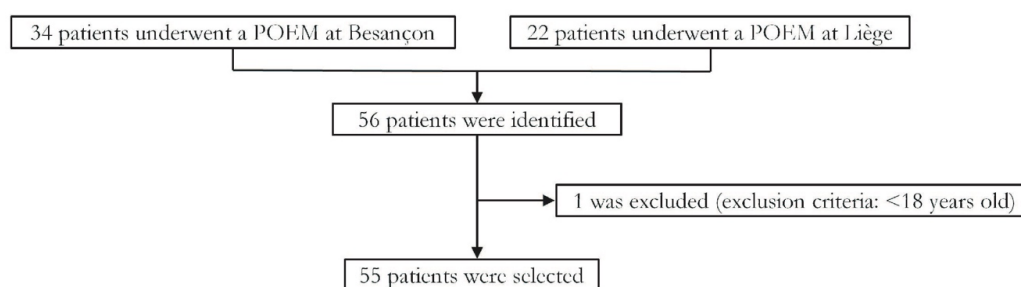 34 patients underwent a POEM at Besançon
22 patients underwent a POEM at Liège
56 patients were identified
1 was excluded (exclusion criteria: <18 years old)
55 patients were selected